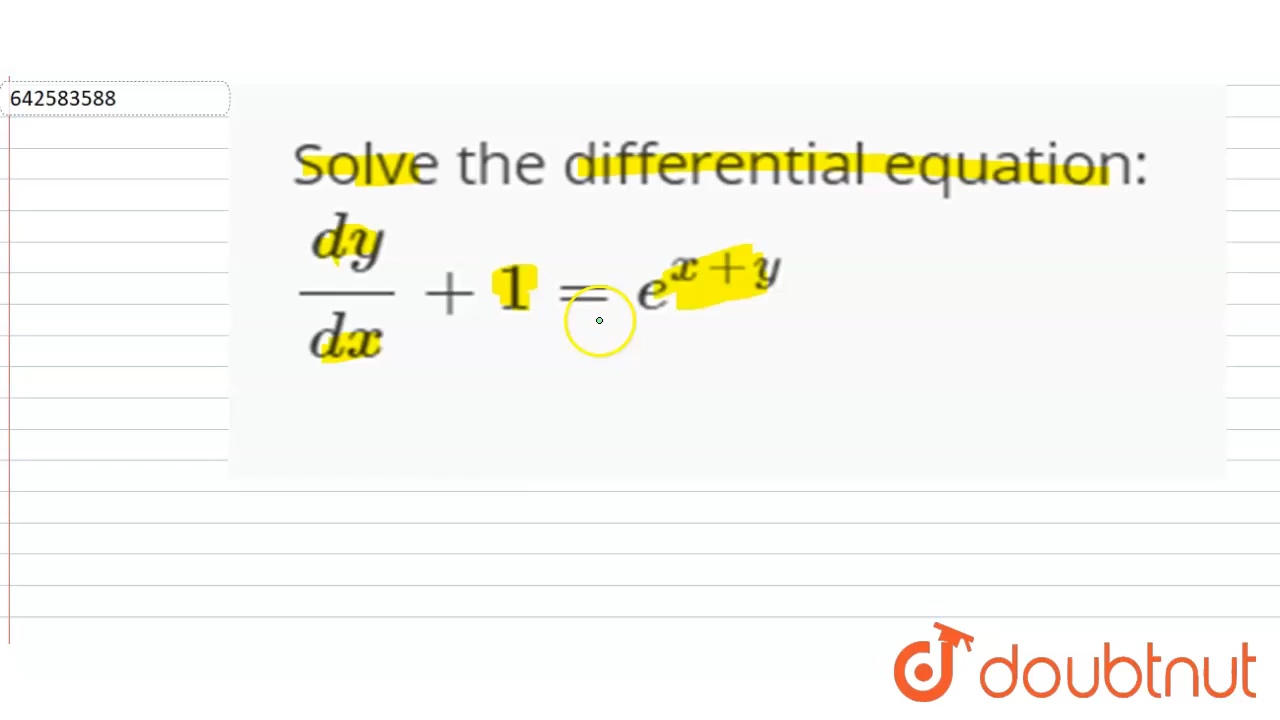 642583588
Solve the differential equation:
dy/dx + 1 = e^{x+y}
doubtnut